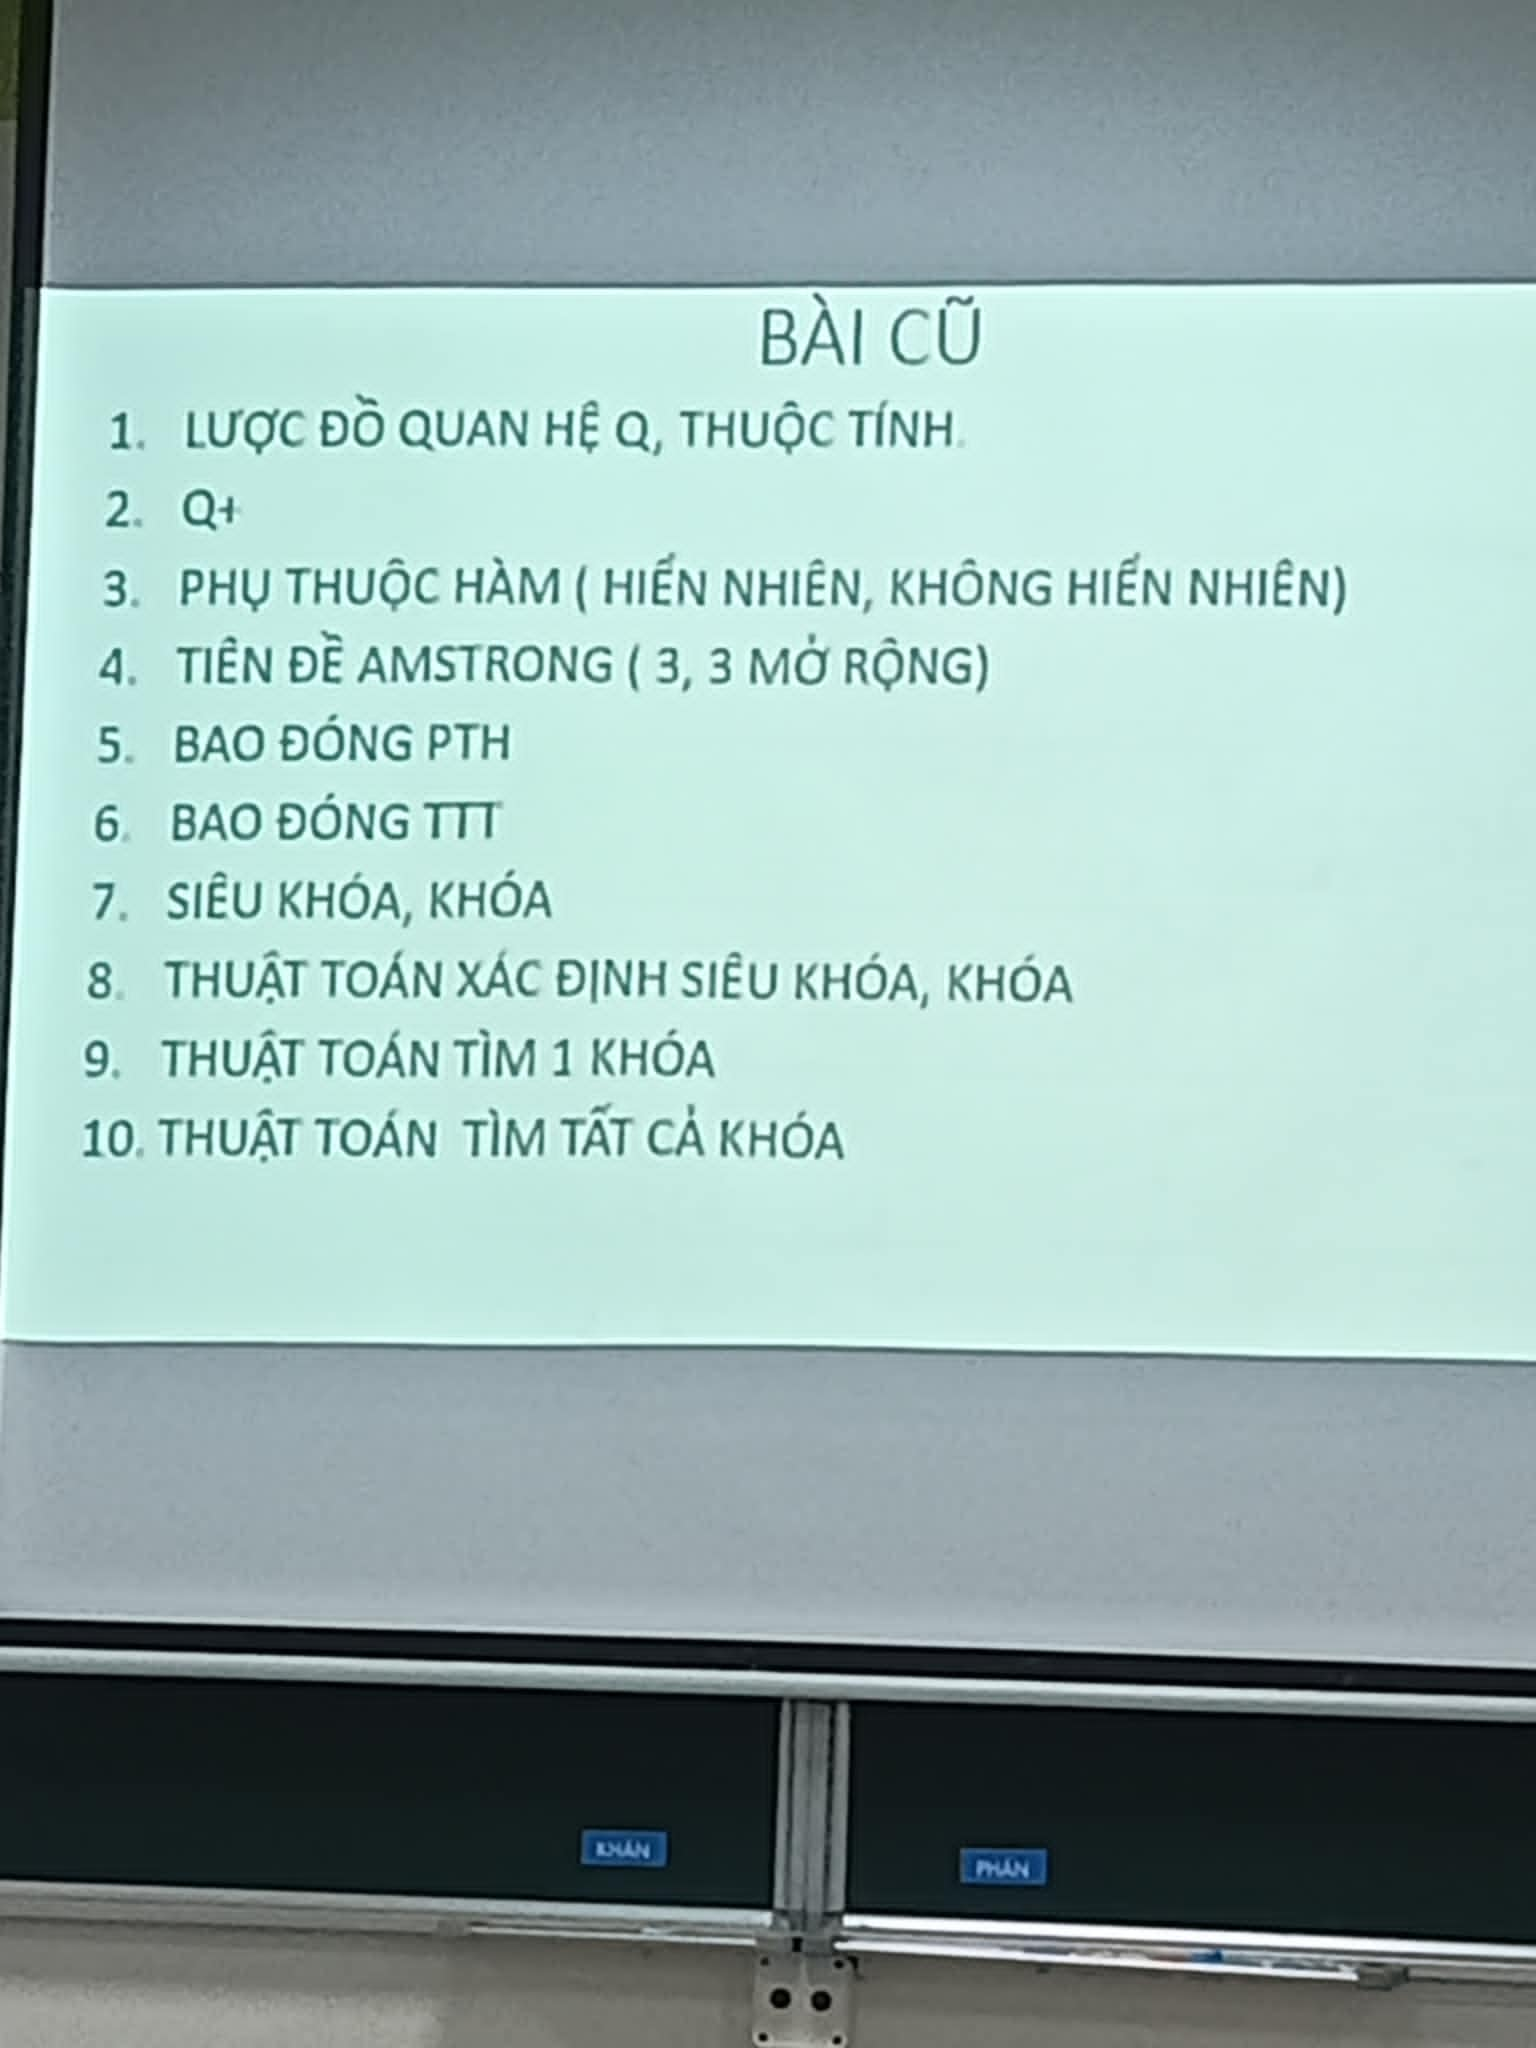 BÀI CŨ
1. LƯỢC ĐỒ QUAN HỆ Q, THUỘC TÍNH.
2. Q+
3. PHỤ THUỘC HÀM ( HIỂN NHIÊN, KHÔNG HIỂN NHIÊN)
4. TIÊN ĐỀ AMSTRONG ( 3, 3 MỞ RỘNG)
5. BAO ĐÓNG PTH
6. BAO ĐÓNG TTT
7. SIÊU KHÓA, KHÓA
8. THUẬT TOÁN XÁC ĐỊNH SIÊU KHÓA, KHÓA
9. THUẬT TOÁN TÌM 1 KHÓA
10. THUẬT TOÁN TÌM TẤT CẢ KHÓA
KHĂN
PHẤN